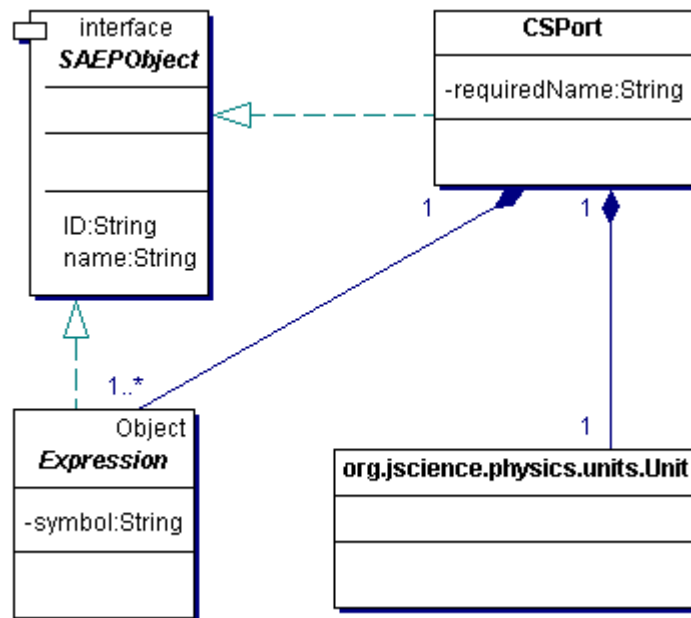 interface
SAEPObject
ID:String
name:String
CSPort
-requiredName:String
1
1
1..*
1
Object
Expression
-symbol:String
org.jscience.physics.units.Unit